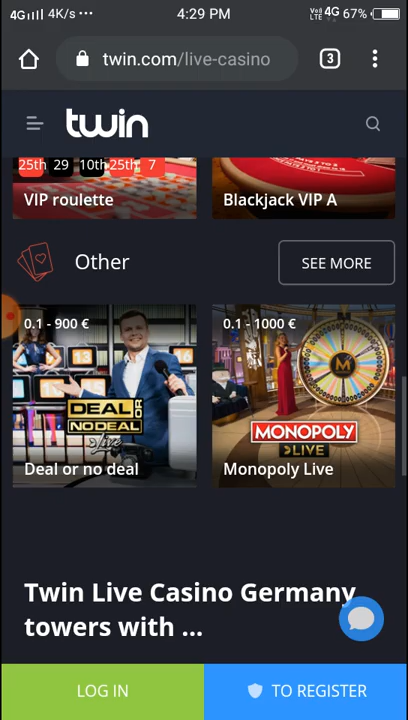 4G 4K/s ··· 4:29 PM Vo) LTE 4G 67%
twin.com/live-casino 3
twin
25th 29 10th 25th 7
VIP roulette Blackjack VIP A
Other SEE MORE
0.1 - 900 € 0.1 - 1000 €
DEAL OR NO DEAL Live
MONOPOLY
LIVE
Deal or no deal Monopoly Live
Twin Live Casino Germany
towers with ...
LOG IN TO REGISTER